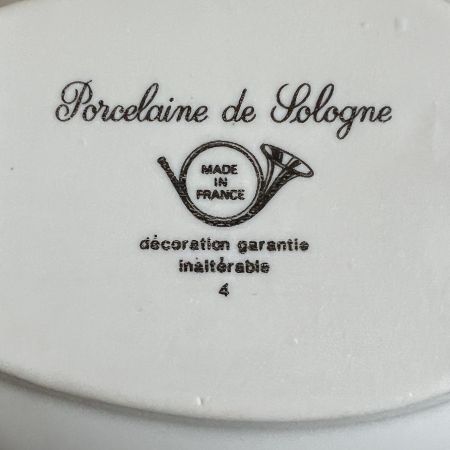 Porcelaine de Sologne
MADE
IN
FRANCE
décoration garantie
inaltérable
4